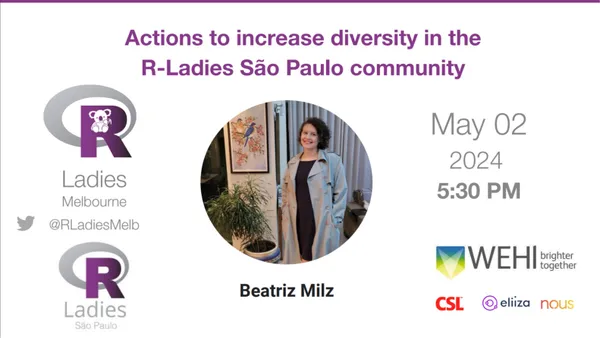 Actions to increase diversity in the
R-Ladies São Paulo community
R
Ladies
Melbourne
@RLadiesMelb
R
Ladies
São Paulo
Beatriz Milz
May 02
2024
5:30 PM
WEHI brighter
together
CSL
eliiza
nous